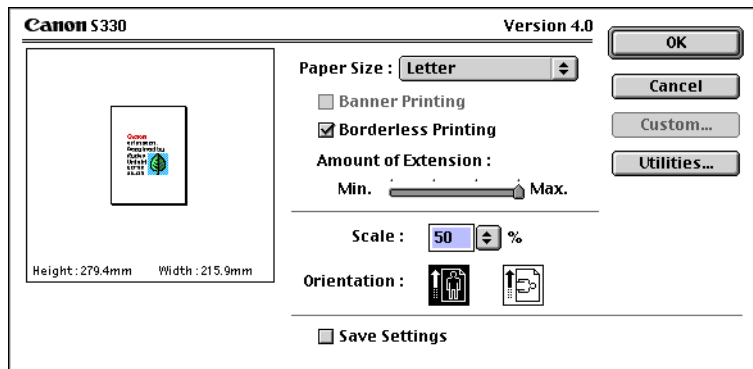 Canon S330
Version 4.0
Paper Size : Letter
Banner Printing
Borderless Printing
Amount of Extension :
Min.
Max.
Scale : 50 %
Orientation :
Save Settings
OK
Cancel
Custom...
Utilities...
Canon
Height : 279.4mm Width : 215.9mm